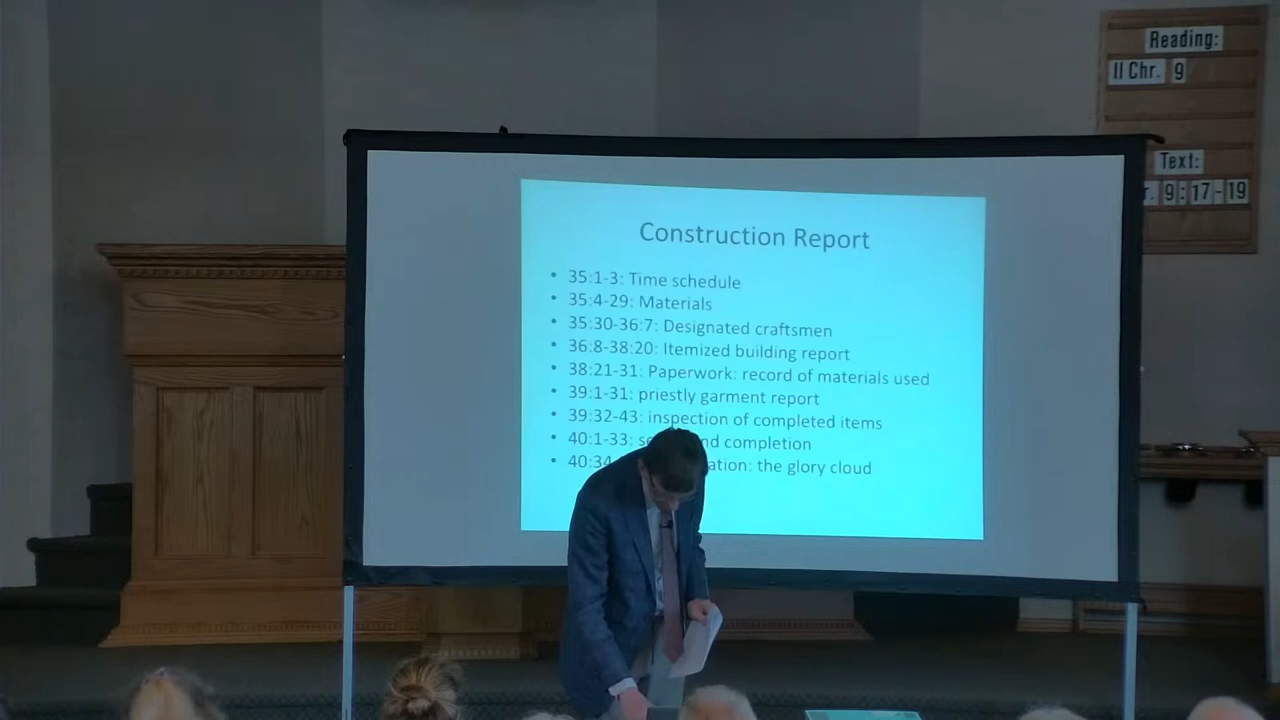 Reading:
II Chr. 9
Text:
r. 9:17-19
Construction Report
• 35:1-3: Time schedule
• 35:4-29: Materials
• 35:30-36:7: Designated craftsmen
• 36:8-38:20: Itemized building report
• 38:21-31: Paperwork: record of materials used
• 39:1-31: priestly garment report
• 39:32-43: inspection of completed items
• 40:1-33: completion
• 40:34 the glory cloud